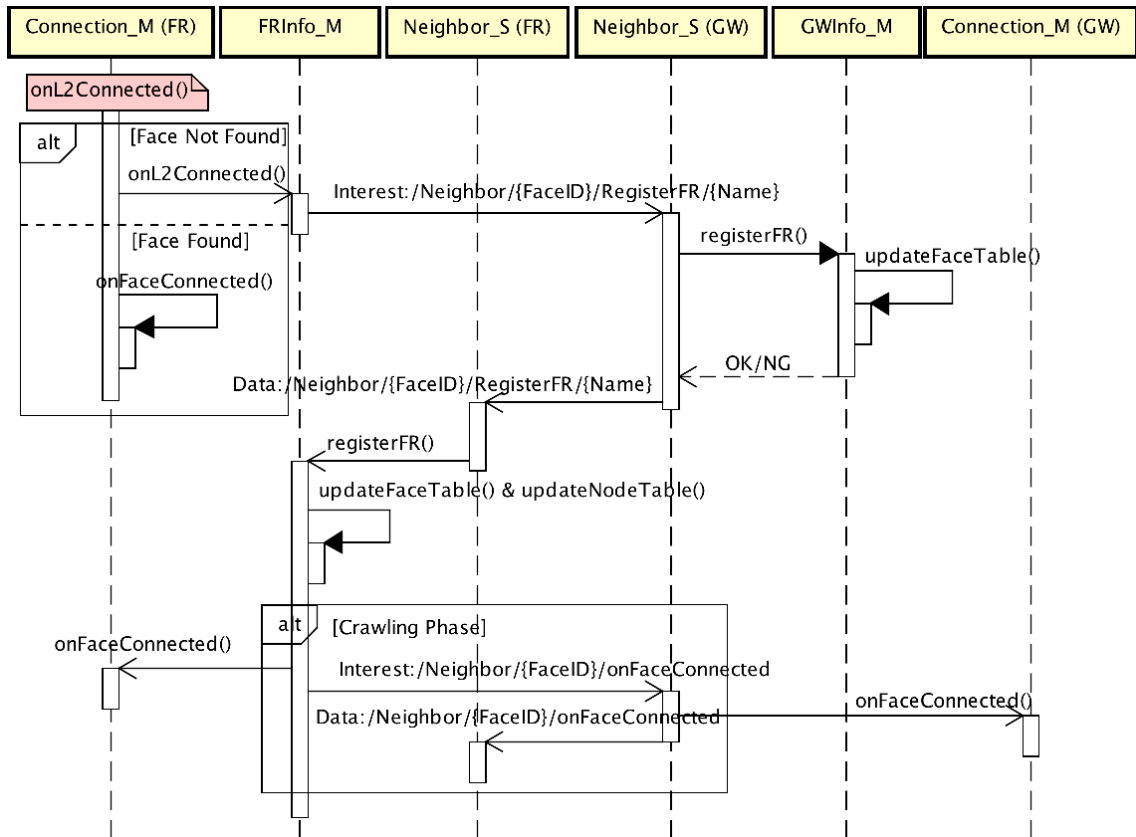 Connection_M (FR)
FRInfo_M
Neighbor_S (FR)
Neighbor_S (GW)
GWInfo_M
Connection_M (GW)
onL2Connected()
alt
[Face Not Found]
onL2Connected()
Interest:/Neighbor/{FaceID}/RegisterFR/{Name}
[Face Found]
registerFR()
updateFaceTable()
onFaceConnected()
OK/NG
Data:/Neighbor/{FaceID}/RegisterFR/{Name}
registerFR()
updateFaceTable() & updateNodeTable()
alt
[Crawling Phase]
onFaceConnected()
Interest:/Neighbor/{FaceID}/onFaceConnected
onFaceConnected()
Data:/Neighbor/{FaceID}/onFaceConnected